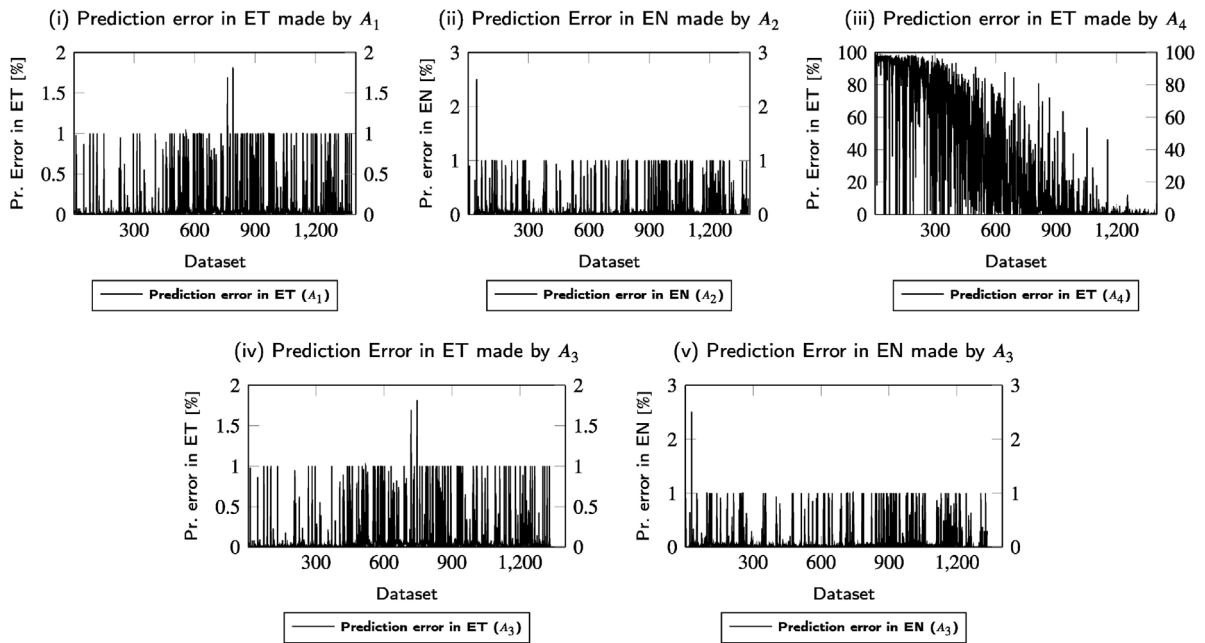 (i) Prediction error in ET made by A₁
2
1.5
1
0.5
0
Pr. Error in ET [%]
2
1.5
1
0.5
0
300 600 900 1,200
Dataset
Prediction error in ET (A₁)
(ii) Prediction Error in EN made by A₂
3
2
1
0
Pr. error in EN [%]
3
2
1
0
300 600 900 1,200
Dataset
Prediction error in EN (A₂)
(iii) Prediction error in ET made by A₄
100
80
60
40
20
0
Pr. Error in ET [%]
100
80
60
40
20
0
300 600 900 1,200
Dataset
Prediction error in ET (A₄)
(iv) Prediction Error in ET made by A₃
2
1.5
1
0.5
0
Pr. error in ET [%]
2
1.5
1
0.5
0
300 600 900 1,200
Dataset
Prediction error in ET (A₃)
(v) Prediction Error in EN made by A₃
3
2
1
0
Pr. error in EN [%]
3
2
1
0
300 600 900 1,200
Dataset
Prediction error in EN (A₃)